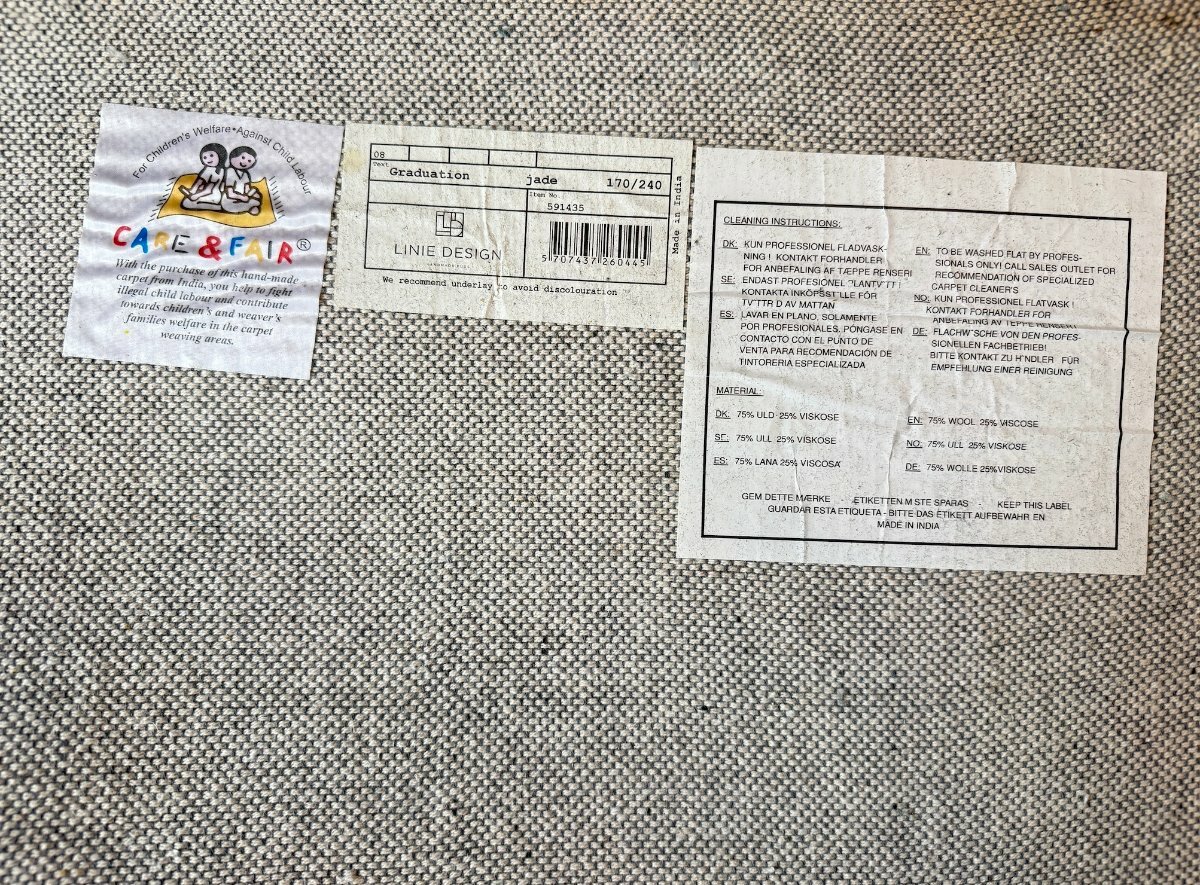 For Children's Welfare•Against Child Labour
CARE & FAIR®
With the purchase of this hand-made
carpet from India, you help to fight
illegal child labour and contribute
towards children's and weaver's
families welfare in the carpet
weaving areas.
08
Text
Graduation jade 170/240
Item No.
591435
LINIE DESIGN
5 707437 260445
Made in India
We recommend underlay to avoid discolouration
CLEANING INSTRUCTIONS:
DK: KUN PROFESSIONEL FLADVASK-
NING ! KONTAKT FORHANDLER
FOR ANBEFALING AF TÆPPE RENSERI
SE: ENDAST PROFESIONEL
KONTAKTA INKÖPSST LLE FÖR
TV TTR D AV MATTAN
ES: LAVAR EN PLANO, SOLAMENTE
POR PROFESIONALES. PÓNGASE EN
CONTACTO CON EL PUNTO DE
VENTA PARA RECOMENDACIÓN DE
TINTORERIA ESPECIALIZADA
EN: TO BE WASHED FLAT BY PROFES-
SIONALS ONLY! CALL SALES OUTLET FOR
RECOMMENDATION OF SPECIALIZED
CARPET CLEANER'S
NO: KUN PROFESSIONEL FLATVASK !
KONTAKT FORHANDLER FOR
ANBEFALING AV TEPPE RENSERI
DE: FLACHW SCHE VON DEN PROFES-
SIONELLEN FACHBETRIEB!
BITTE KONTAKT ZU H NDLER FÜR
EMPFEHLUNG EINER REINIGUNG
MATERIAL:
DK: 75% ULD 25% VISKOSE
SE: 75% ULL 25% VISKOSE
ES: 75% LANA 25% VISCOSA
EN: 75% WOOL 25% VISCOSE
NO: 75% ULL 25% VISKOSE
DE: 75% WOLLE 25% VISKOSE
GEM DETTE MÆRKE - ETIKETTEN M STE SPARAS - KEEP THIS LABEL
GUARDAR ESTA ETIQUETA - BITTE DAS ETIKETT AUFBEWAHR EN
MADE IN INDIA